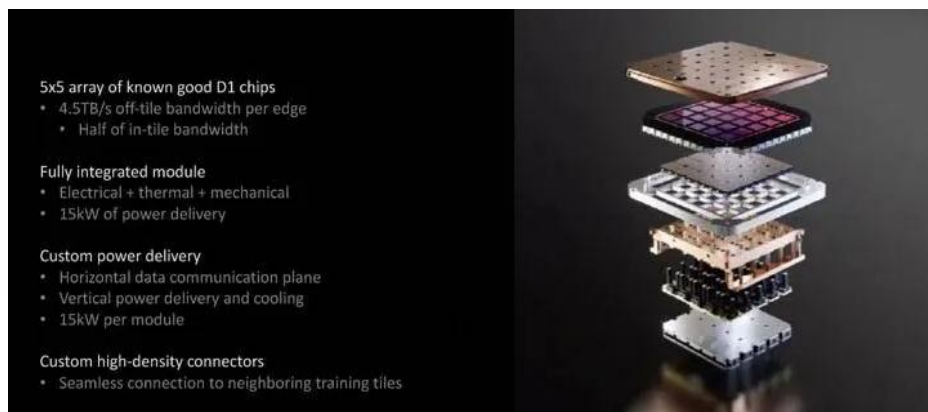 5x5 array of known good D1 chips
• 4.5TB/s off-tile bandwidth per edge
• Half of in-tile bandwidth
Fully integrated module
• Electrical + thermal + mechanical
• 15kW of power delivery
Custom power delivery
• Horizontal data communication plane
• Vertical power delivery and cooling
• 15kW per module
Custom high-density connectors
• Seamless connection to neighboring training tiles